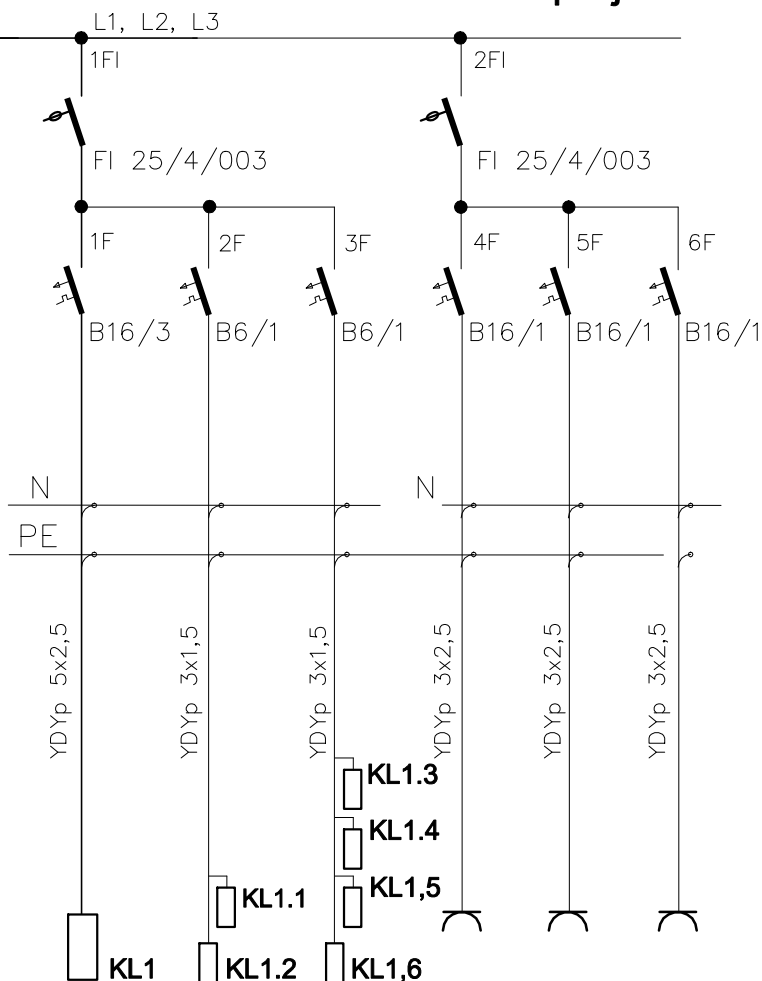 L1, L2, L3
1FI
2FI
FI 25/4/003
FI 25/4/003
1F
2F
3F
4F
5F
6F
B16/3
B6/1
B6/1
B16/1
B16/1
B16/1
N
N
PE
YDYp 5x2,5
YDYp 3x1,5
YDYp 3x1,5
YDYp 3x2,5
YDYp 3x2,5
YDYp 3x2,5
KL1.3
KL1.4
KL1.1
KL1,5
KL1
KL1.2
KL1,6